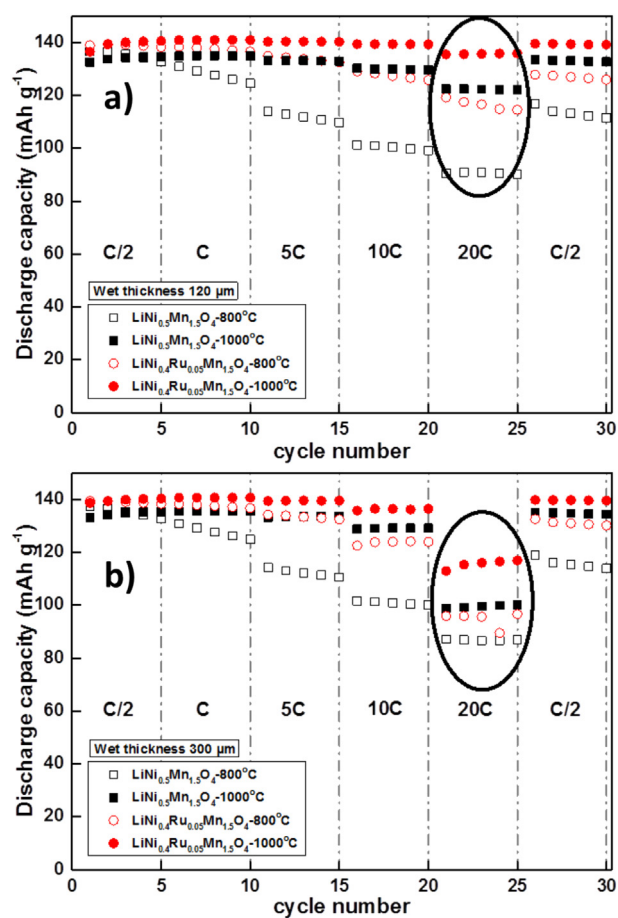 140
120
100
80
60
40
20
0
Discharge capacity (mAh g⁻¹)
a)
C/2 C 5C 10C 20C C/2
Wet thickness 120 µm
LiNi₀.₅Mn₁.₅O₄-800°C
LiNi₀.₅Mn₁.₅O₄-1000°C
LiNi₀.₄Ru₀.₀₅Mn₁.₅O₄-800°C
LiNi₀.₄Ru₀.₀₅Mn₁.₅O₄-1000°C
0 5 10 15 20 25 30
cycle number
140
120
100
80
60
40
20
0
Discharge capacity (mAh g⁻¹)
b)
C/2 C 5C 10C 20C C/2
Wet thickness 300 µm
LiNi₀.₅Mn₁.₅O₄-800°C
LiNi₀.₅Mn₁.₅O₄-1000°C
LiNi₀.₄Ru₀.₀₅Mn₁.₅O₄-800°C
LiNi₀.₄Ru₀.₀₅Mn₁.₅O₄-1000°C
0 5 10 15 20 25 30
cycle number